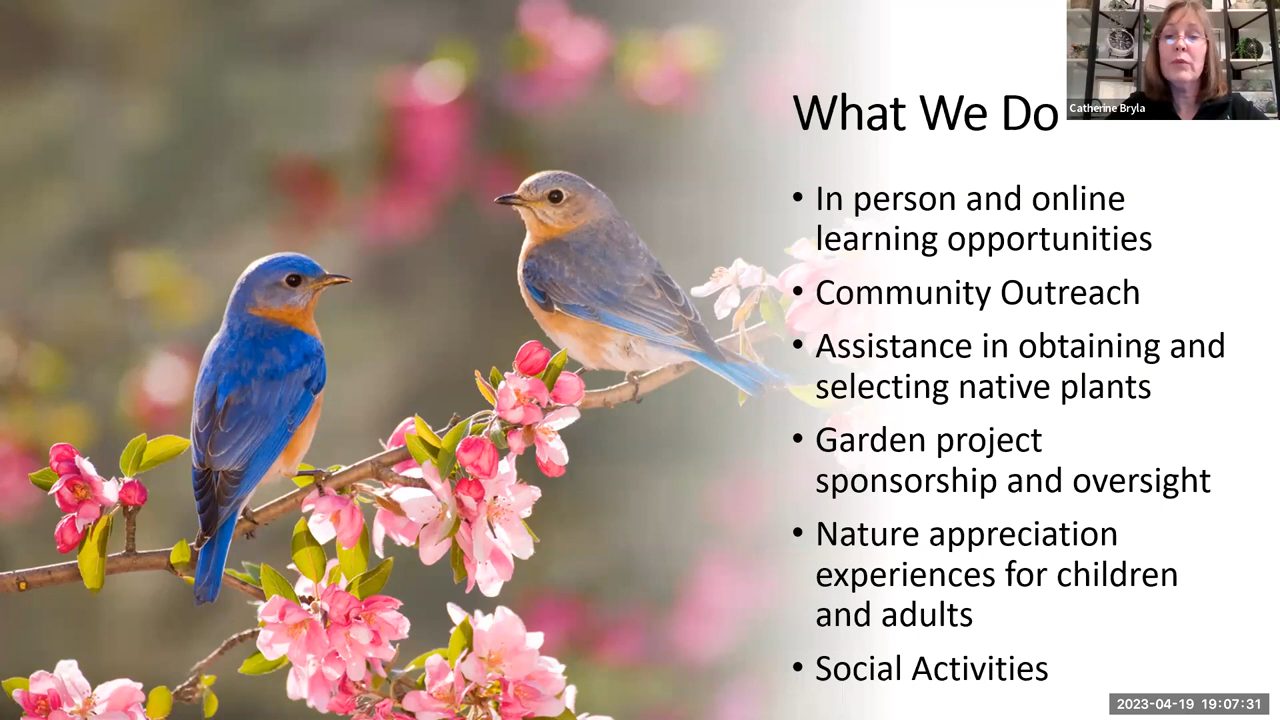 Catherine Bryla
What We Do
• In person and online
learning opportunities
• Community Outreach
• Assistance in obtaining and
selecting native plants
• Garden project
sponsorship and oversight
• Nature appreciation
experiences for children
and adults
• Social Activities
2023-04-19 19:07:31